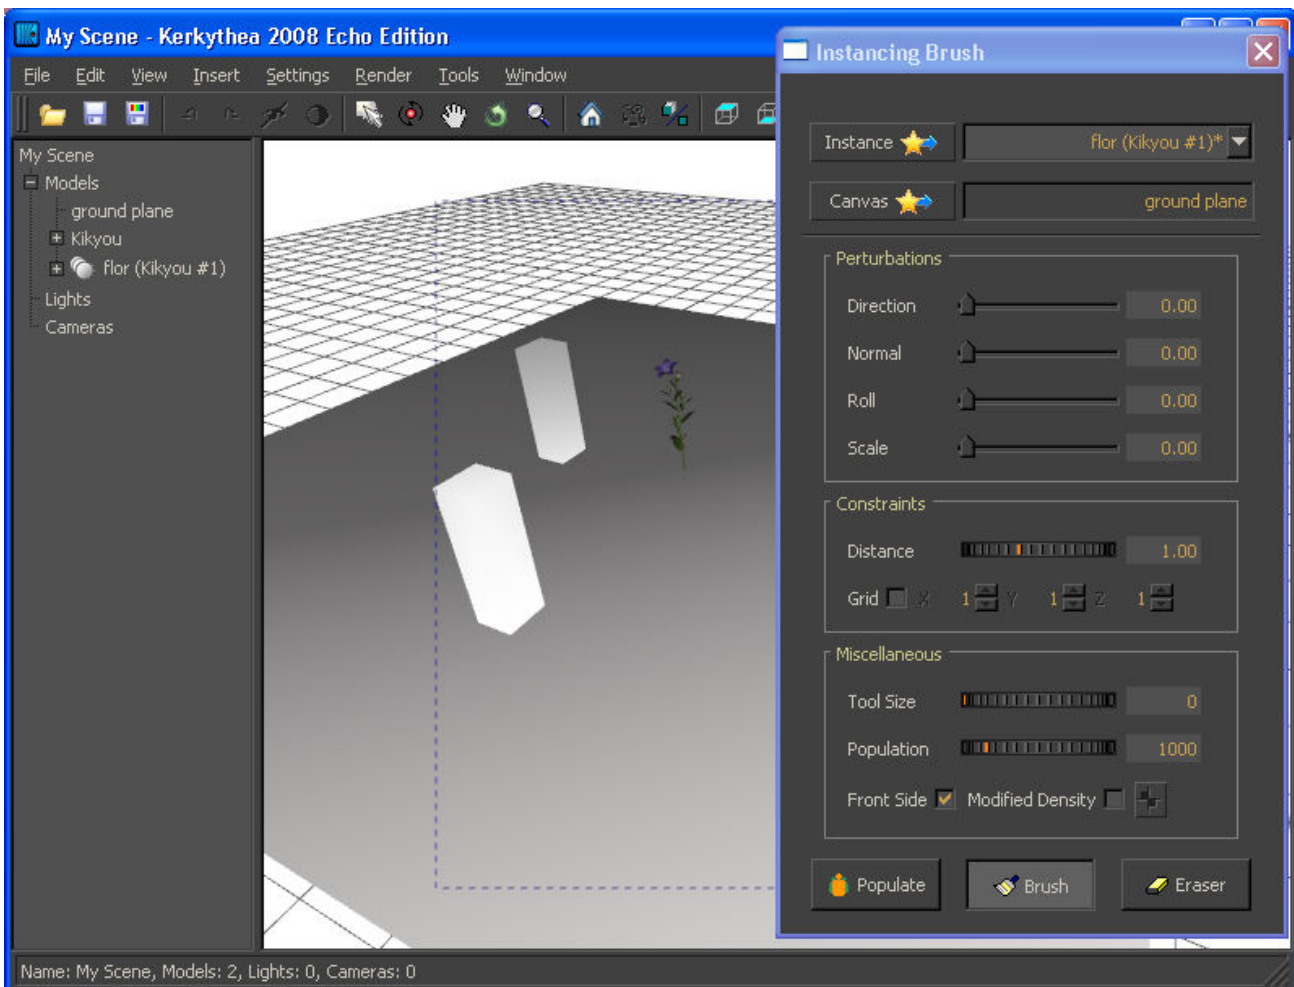 My Scene - Kerkythea 2008 Echo Edition
File Edit View Insert Settings Render Tools Window
My Scene
Models
ground plane
Kikyou
flor (Kikyou #1)
Lights
Cameras
Instancing Brush
Instance flor (Kikyou #1)*
Canvas ground plane
Perturbations
Direction 0.00
Normal 0.00
Roll 0.00
Scale 0.00
Constraints
Distance 1.00
Grid X 1 Y 1 Z 1
Miscellaneous
Tool Size 0
Population 1000
Front Side Modified Density
Populate Brush Eraser
Name: My Scene, Models: 2, Lights: 0, Cameras: 0